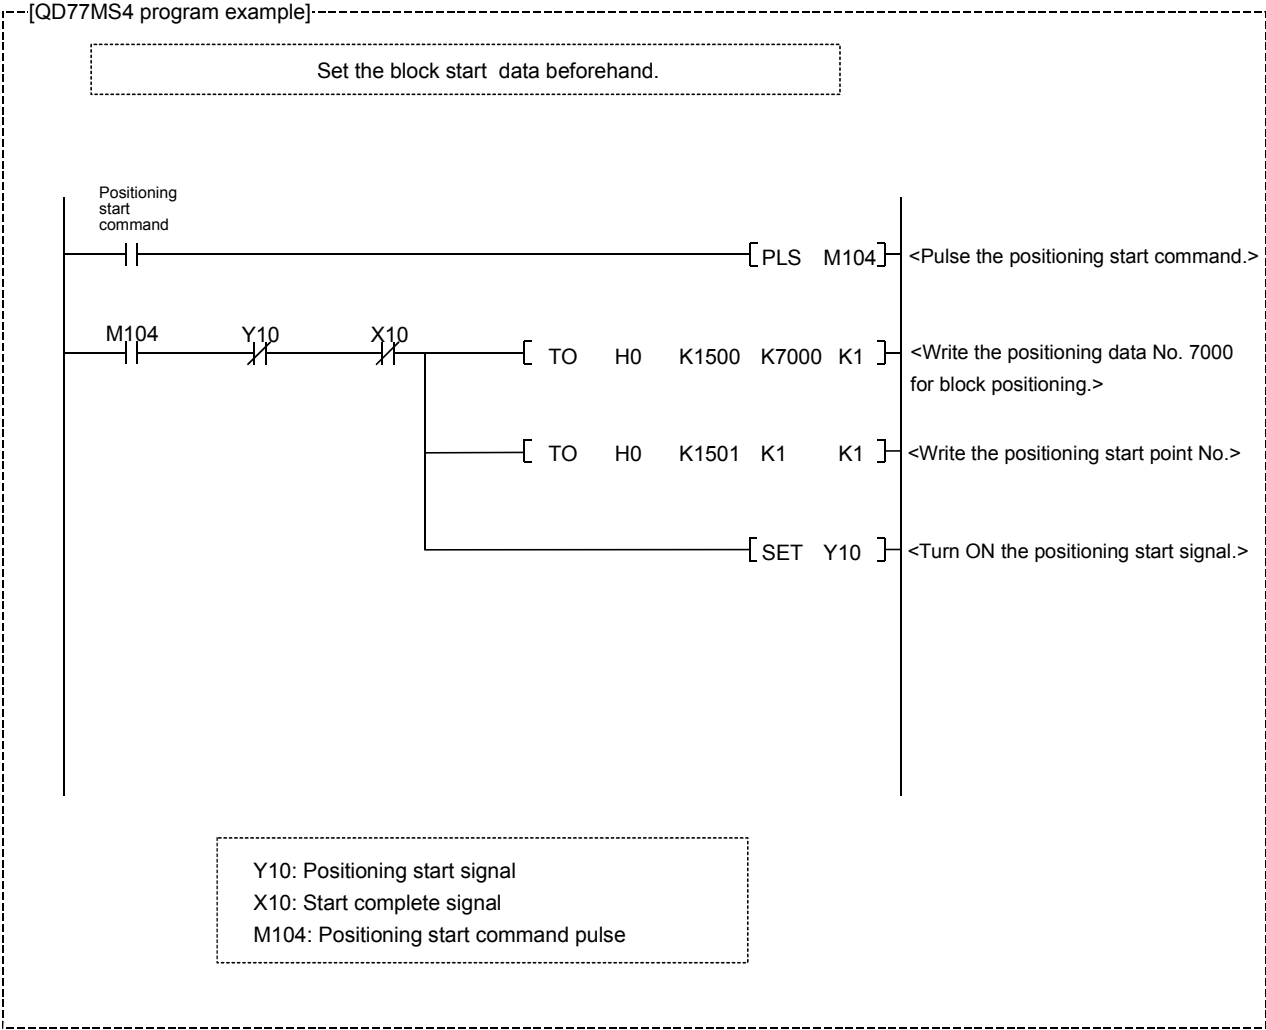 [QD77MS4 program example]
Set the block start data beforehand.
Positioning
start
command
PLS M104 <Pulse the positioning start command.>
M104 Y10 X10
TO H0 K1500 K7000 K1 <Write the positioning data No. 7000
for block positioning.>
TO H0 K1501 K1 K1 <Write the positioning start point No.>
SET Y10 <Turn ON the positioning start signal.>
Y10: Positioning start signal
X10: Start complete signal
M104: Positioning start command pulse